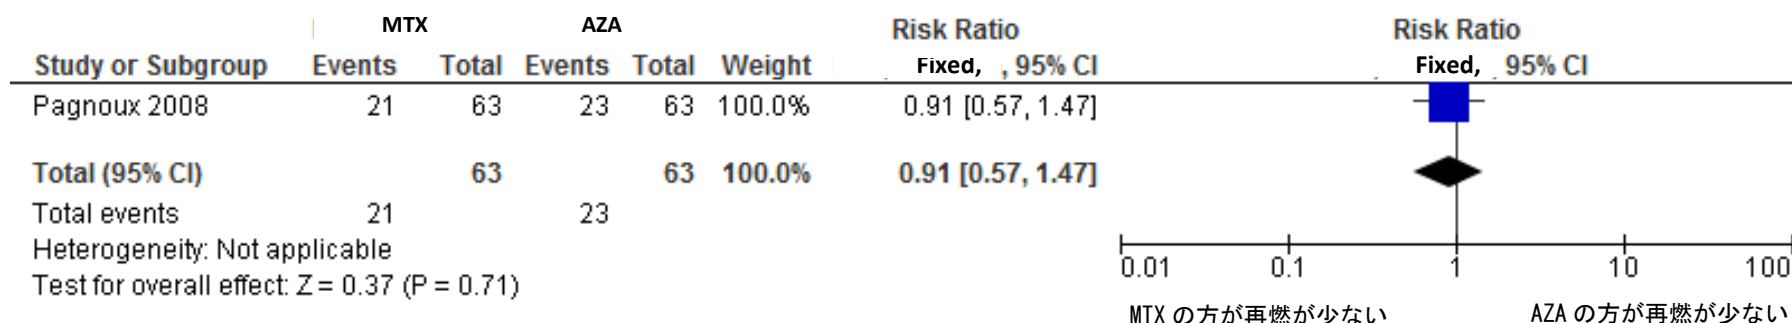 MTX AZA Risk Ratio Risk Ratio
Study or Subgroup Events Total Events Total Weight Fixed, , 95% CI Fixed, 95% CI
Pagnoux 2008 21 63 23 63 100.0% 0.91 [0.57, 1.47]
Total (95% CI) 63 63 100.0% 0.91 [0.57, 1.47]
Total events 21 23
Heterogeneity: Not applicable
Test for overall effect: Z = 0.37 (P = 0.71)
0.01 0.1 1 10 100
MTX の方が再燃が少ない AZA の方が再燃が少ない